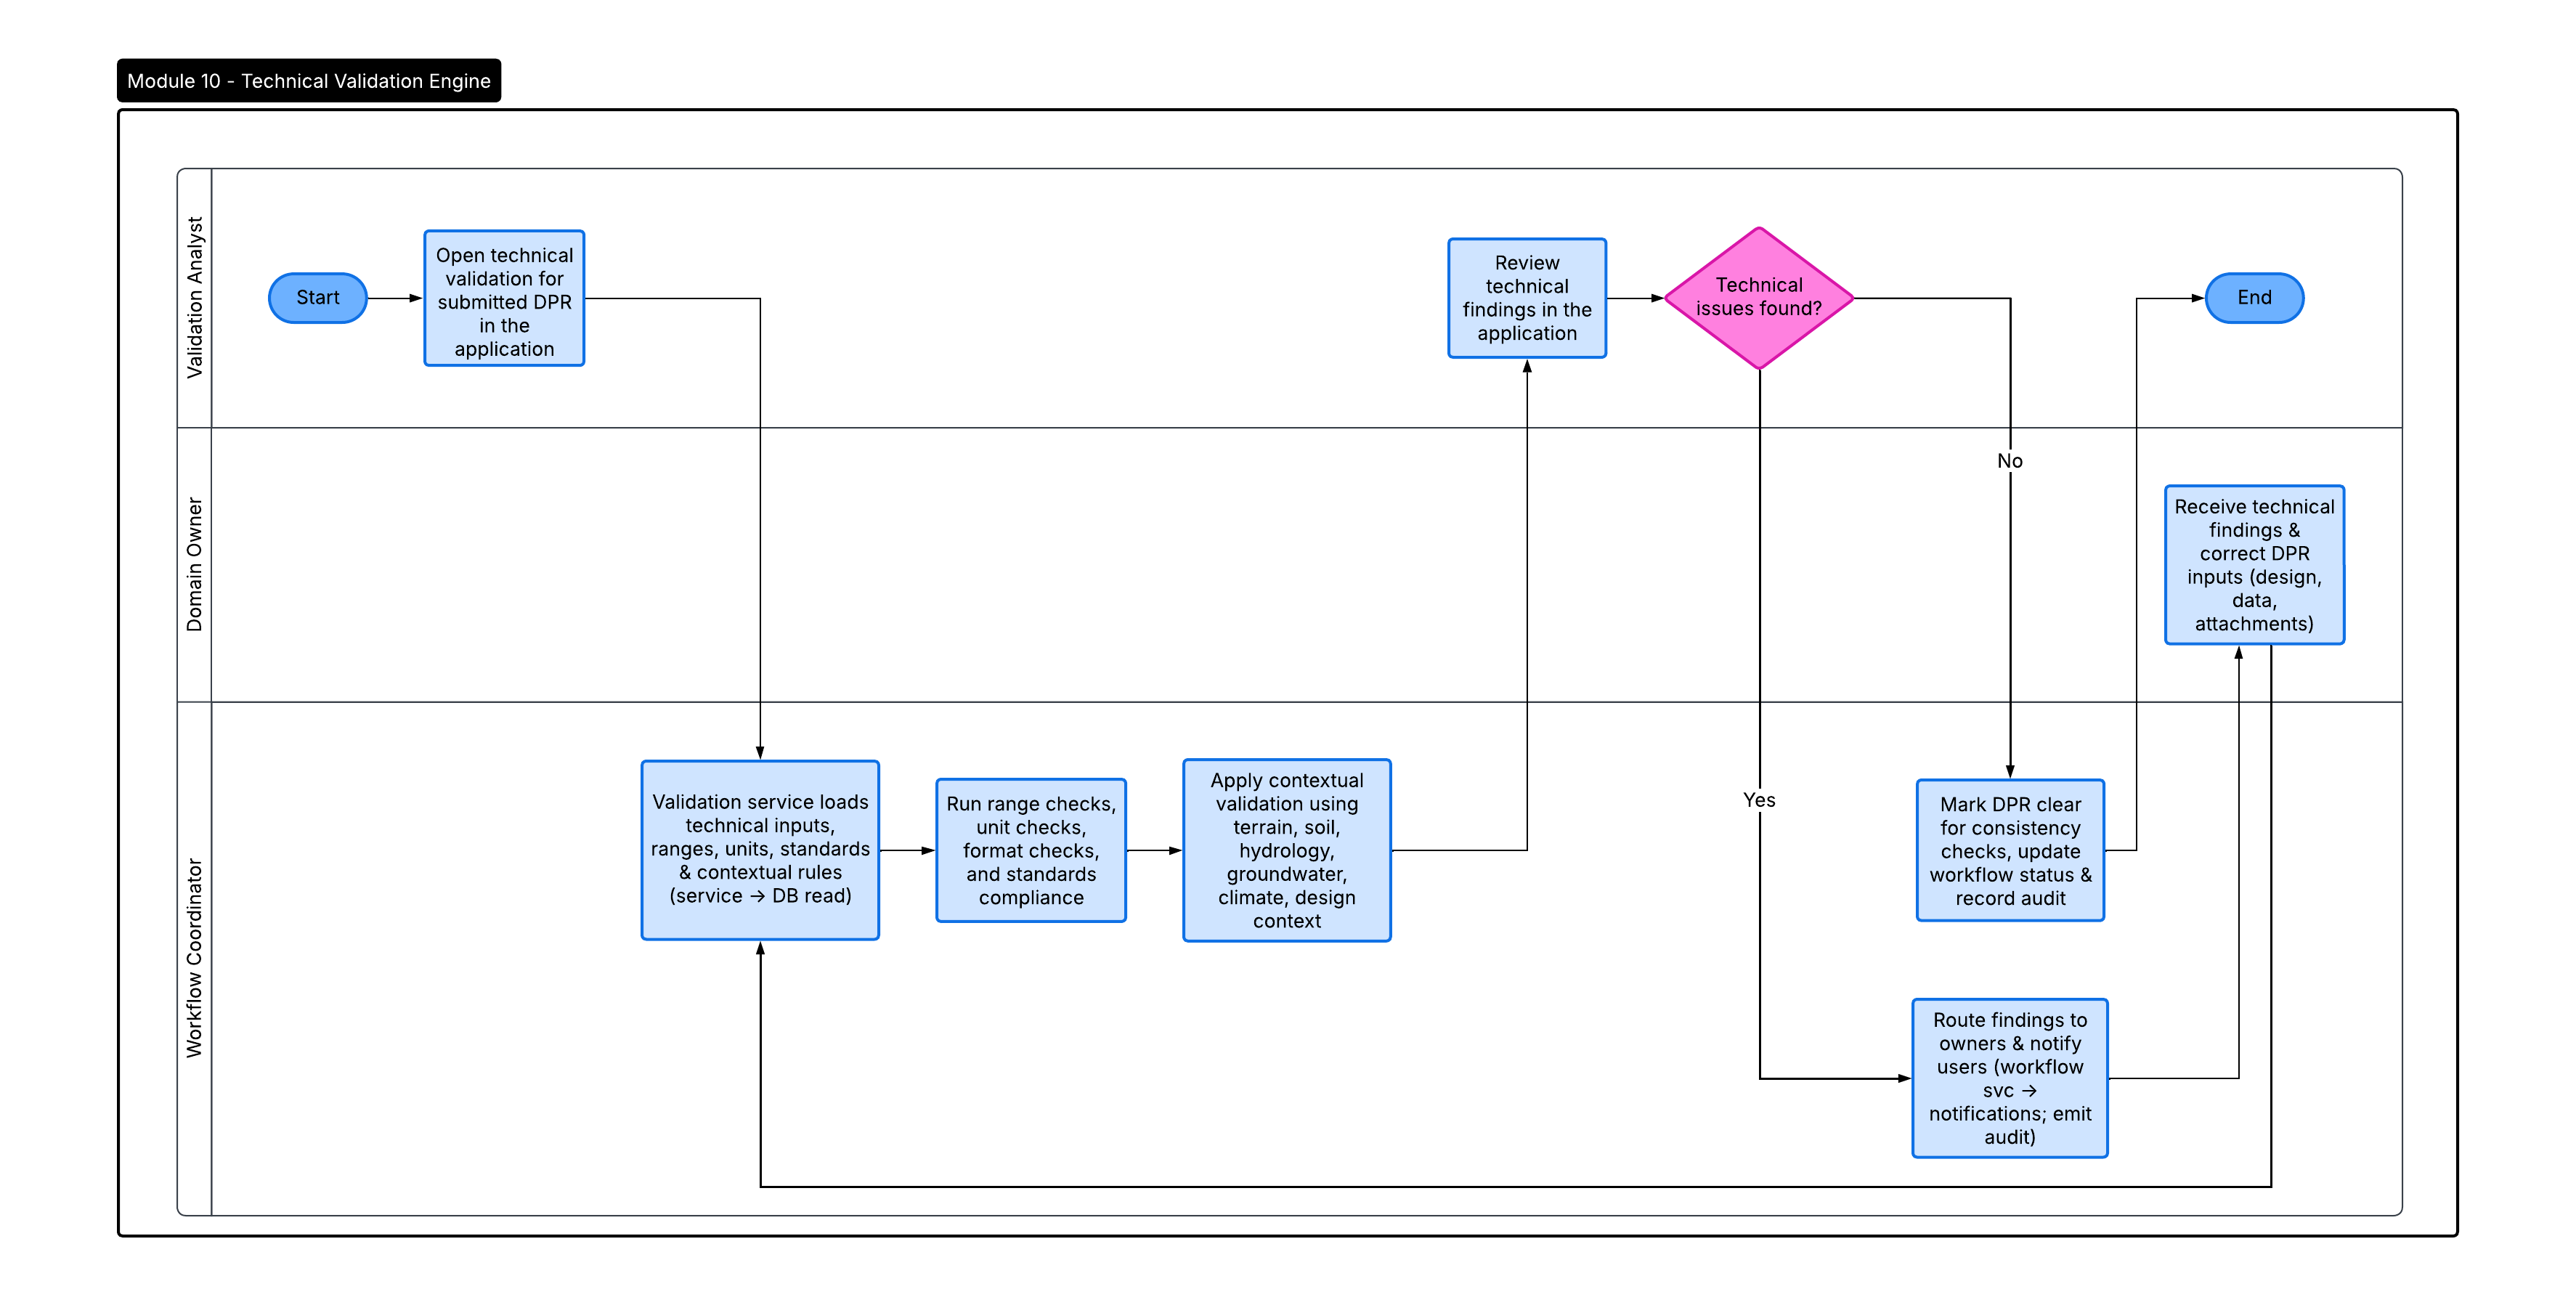 Module 10 - Technical Validation Engine
Validation Analyst
Start
Open technical
validation for
submitted DPR
in the
application
Review
technical
findings in the
application
Technical
issues found?
End
Domain Owner
No
Receive technical
findings &
correct DPR
inputs (design,
data,
attachments)
Workflow Coordinator
Validation service loads
technical inputs,
ranges, units, standards
& contextual rules
(service → DB read)
Run range checks,
unit checks,
format checks,
and standards
compliance
Apply contextual
validation using
terrain, soil,
hydrology,
groundwater,
climate, design
context
Yes
Mark DPR clear
for consistency
checks, update
workflow status &
record audit
Route findings to
owners & notify
users (workflow
svc →
notifications; emit
audit)